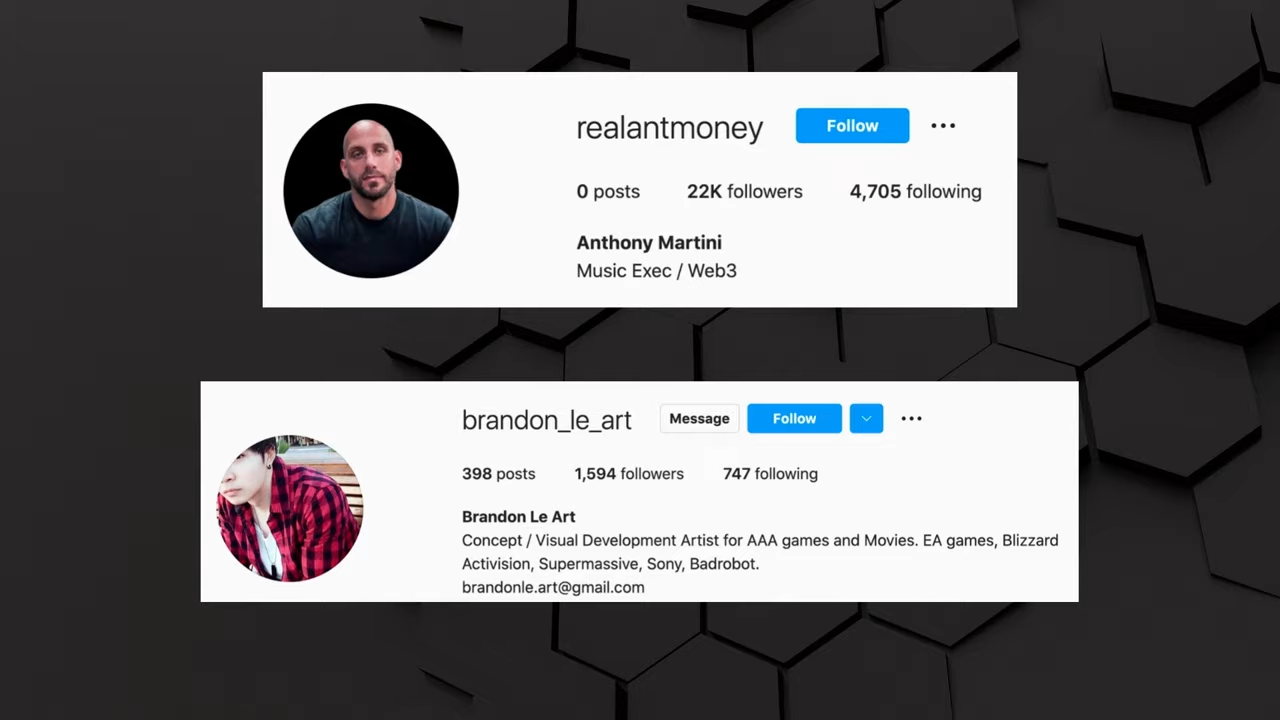 realantmoney Follow
0 posts 22K followers 4,705 following
Anthony Martini
Music Exec / Web3
brandon_le_art Message Follow
398 posts 1,594 followers 747 following
Brandon Le Art
Concept / Visual Development Artist for AAA games and Movies. EA games, Blizzard
Activision, Supermassive, Sony, Badrobot.
brandonle.art@gmail.com